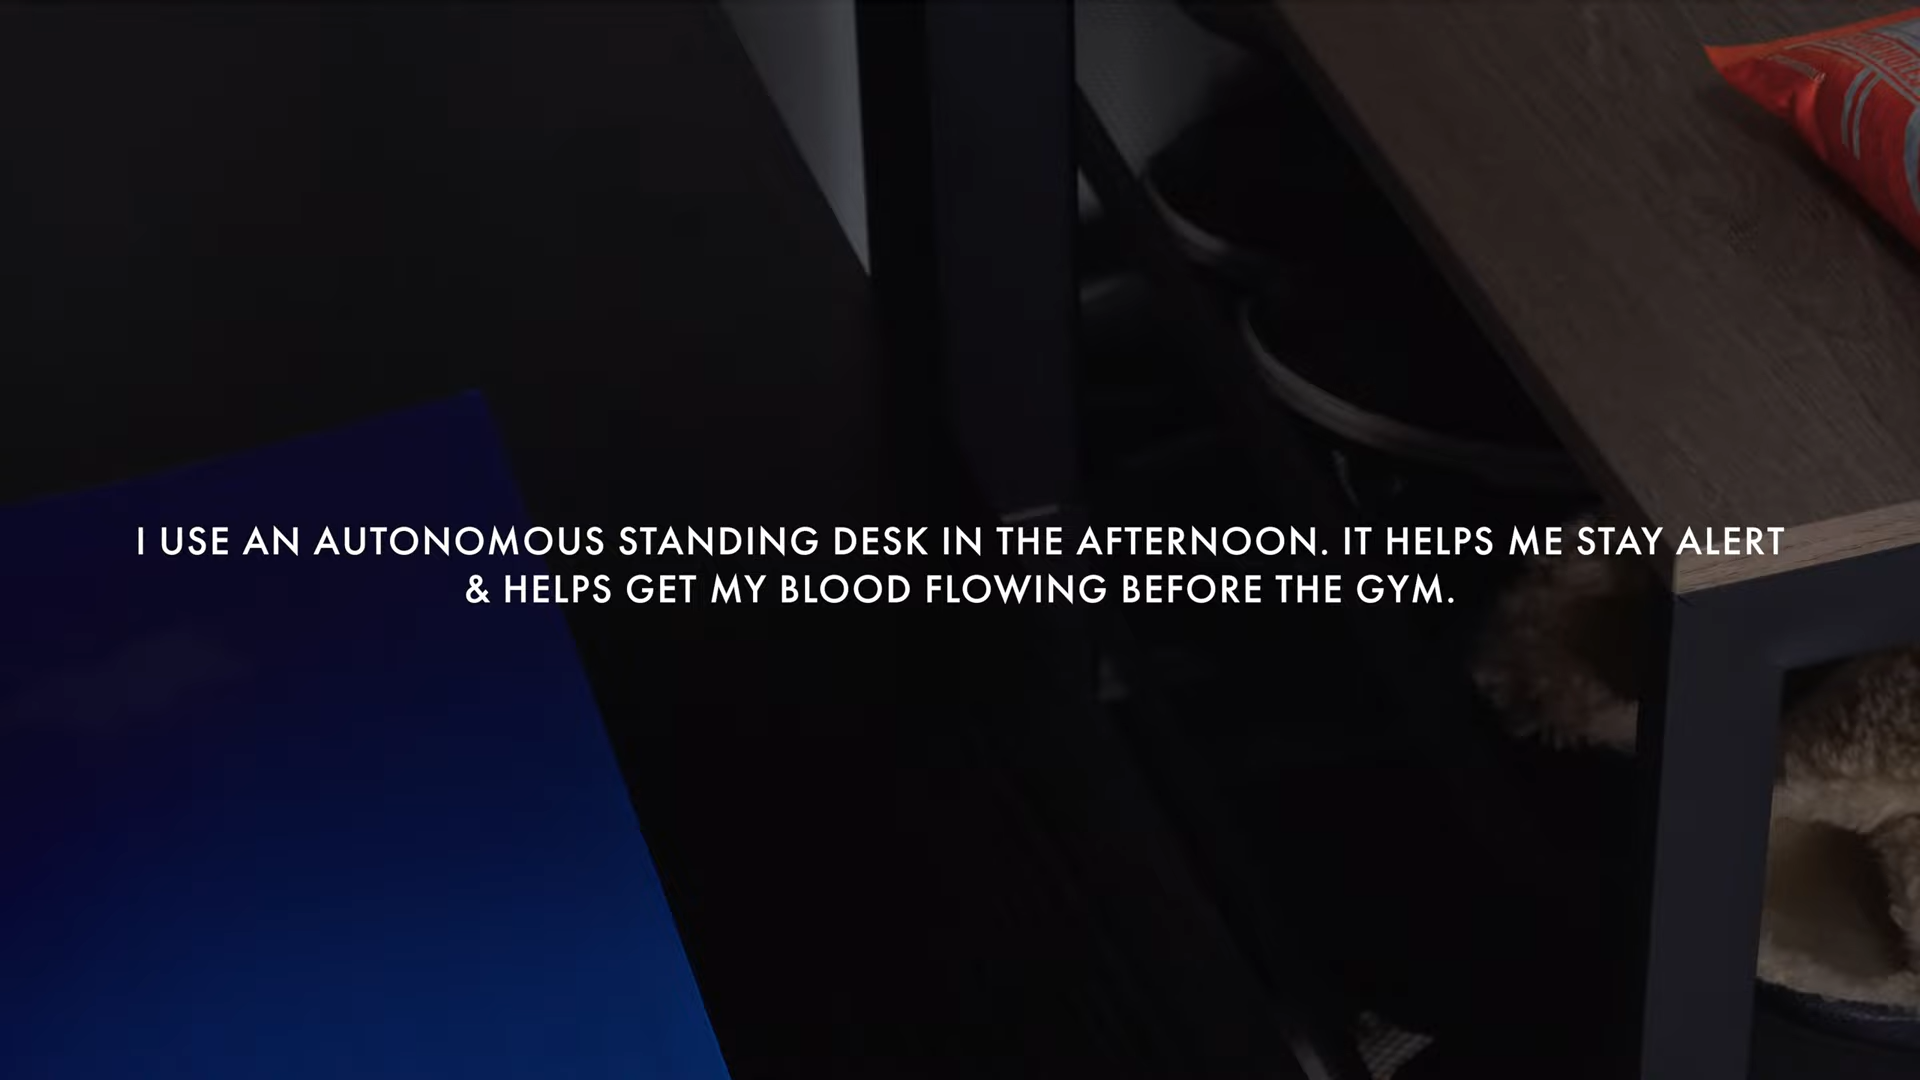 I USE AN AUTONOMOUS STANDING DESK IN THE AFTERNOON. IT HELPS ME STAY ALERT
& HELPS GET MY BLOOD FLOWING BEFORE THE GYM.